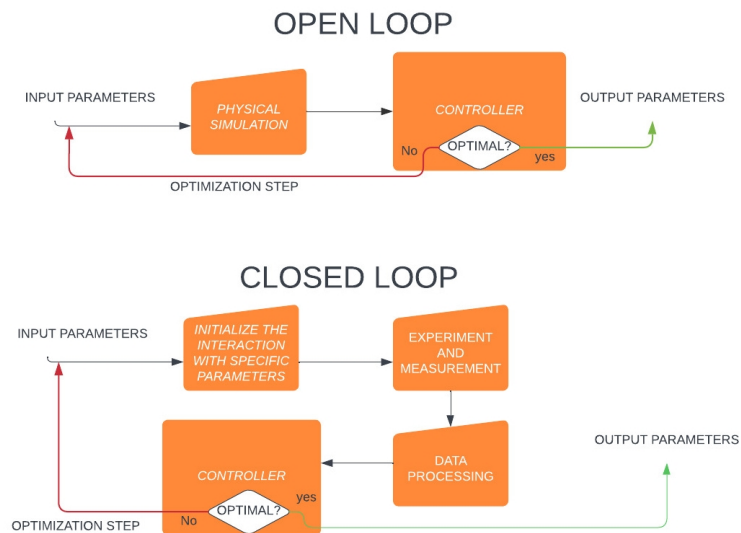 OPEN LOOP
INPUT PARAMETERS
PHYSICAL
SIMULATION
CONTROLLER
OPTIMAL?
No
yes
OUTPUT PARAMETERS
OPTIMIZATION STEP
CLOSED LOOP
INPUT PARAMETERS
INITIALIZE THE
INTERACTION
WITH SPECIFIC
PARAMETERS
EXPERIMENT
AND
MEASUREMENT
DATA
PROCESSING
CONTROLLER
OPTIMAL?
yes
No
OUTPUT PARAMETERS
OPTIMIZATION STEP